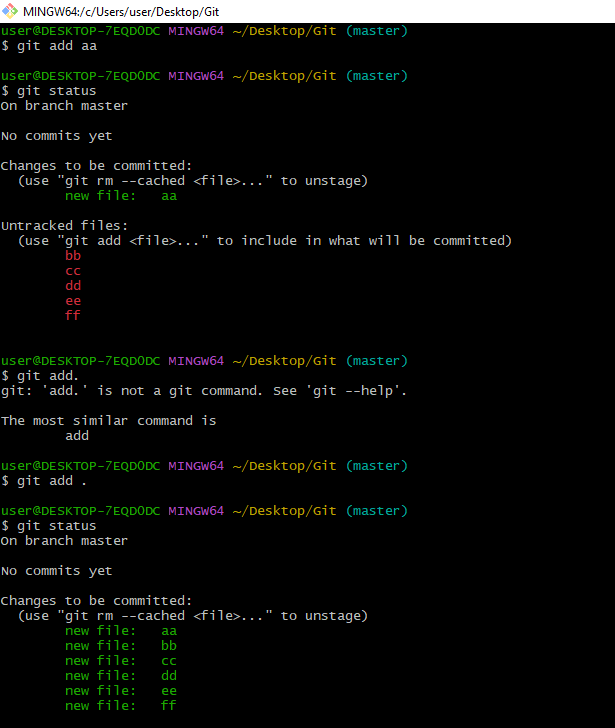 MINGW64:/c/Users/user/Desktop/Git
user@DESKTOP-7EQD0DC MINGW64 ~/Desktop/Git (master)
$ git add aa
user@DESKTOP-7EQD0DC MINGW64 ~/Desktop/Git (master)
$ git status
On branch master
No commits yet
Changes to be committed:
  (use "git rm --cached <file>..." to unstage)
        new file:   aa
Untracked files:
  (use "git add <file>..." to include in what will be committed)
        bb
        cc
        dd
        ee
        ff
user@DESKTOP-7EQD0DC MINGW64 ~/Desktop/Git (master)
$ git add.
git: 'add.' is not a git command. See 'git --help'.
The most similar command is
        add
user@DESKTOP-7EQD0DC MINGW64 ~/Desktop/Git (master)
$ git add .
user@DESKTOP-7EQD0DC MINGW64 ~/Desktop/Git (master)
$ git status
On branch master
No commits yet
Changes to be committed:
  (use "git rm --cached <file>..." to unstage)
        new file:   aa
        new file:   bb
        new file:   cc
        new file:   dd
        new file:   ee
        new file:   ff